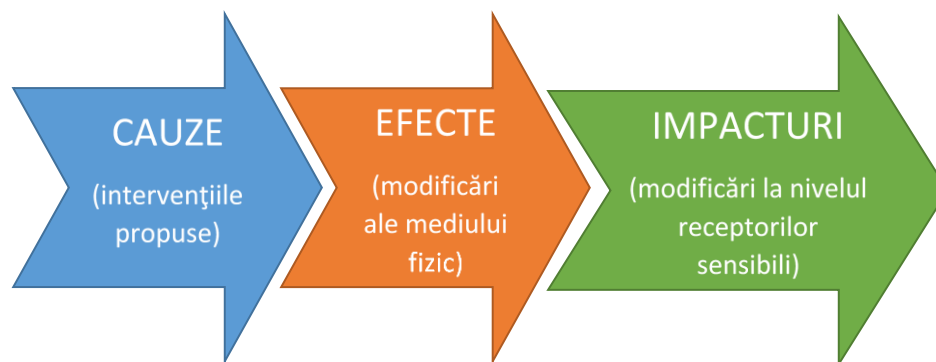 CAUZE
(intervenţiile
propuse)
EFECTE
(modificări
ale mediului
fizic)
IMPACTURI
(modificări la nivelul
receptorilor
sensibili)